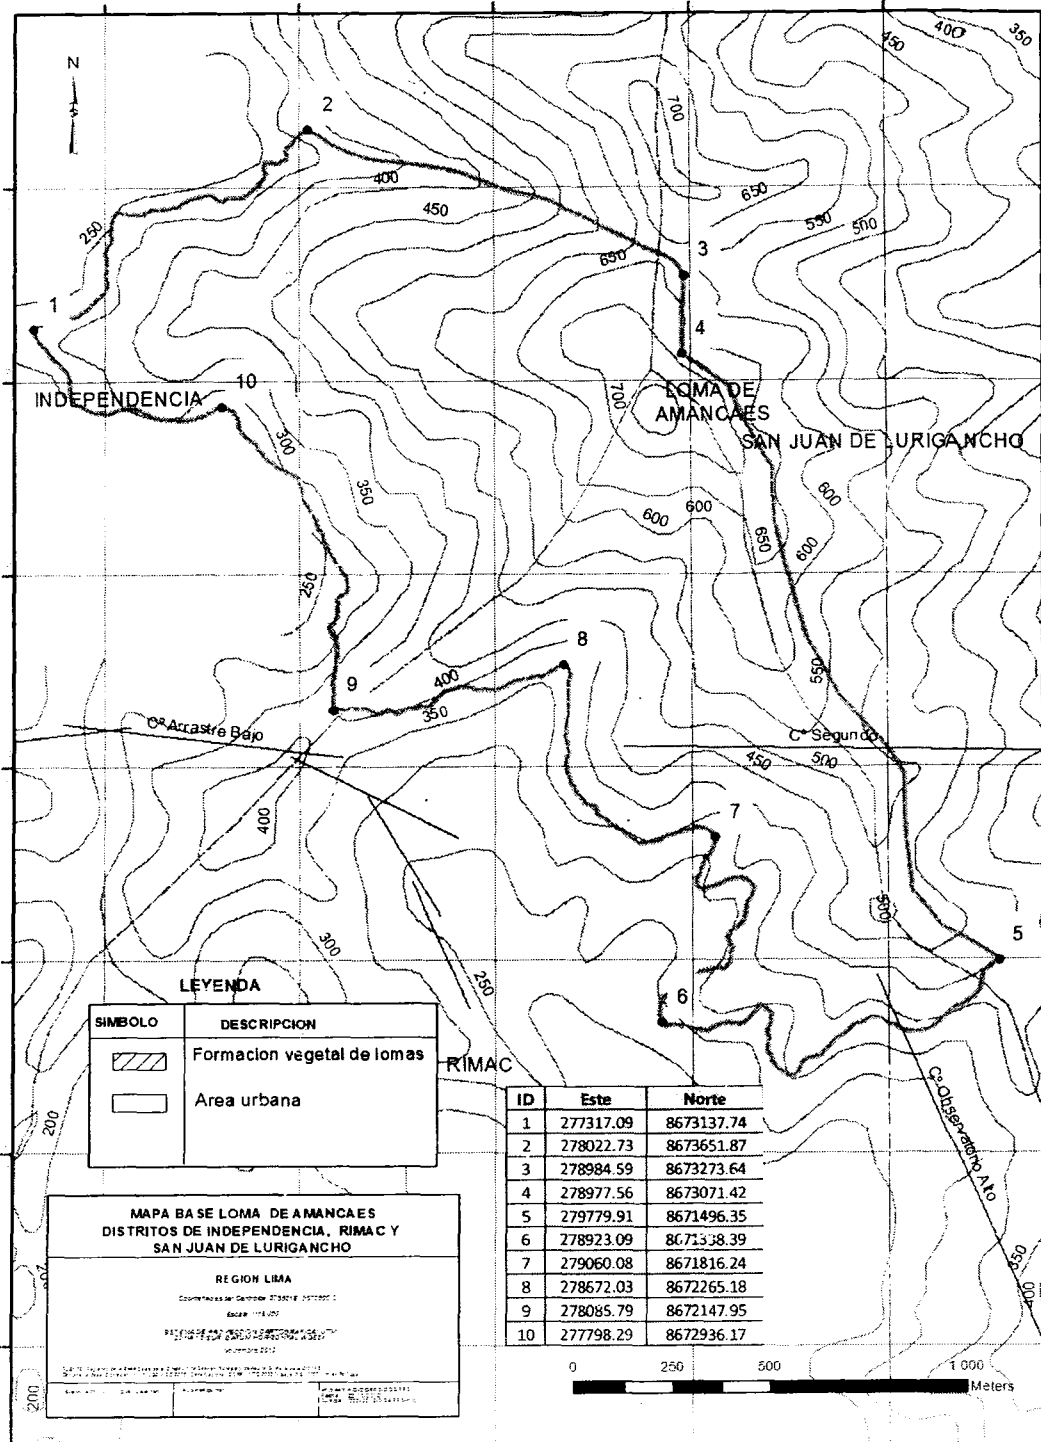 N
2
400
450
350
700
400
450
650
550
500
250
650
3
1
4
10
INDEPENDENCIA
700
LOMA DE
AMANCAES
SAN JUAN DE LURIGANCHO
300
350
600
600
600
650
600
250
8
400
550
9
350
Cº Arrastre Bajo
Cº Segundo
450
500
400
7
500
300
5
250
6
LEYENDA
SIMBOLO DESCRIPCION
Formacion vegetal de lomas
Area urbana
RIMAC
200
Cº Observatorio Alto
350
400
200
ID Este Norte
1 277317.09 8673137.74
2 278022.73 8673651.87
3 278984.59 8673273.64
4 278977.56 8673071.42
5 279779.91 8671496.35
6 278923.09 8671338.39
7 279060.08 8671816.24
8 278672.03 8672265.18
9 278085.79 8672147.95
10 277798.29 8672936.17
MAPA BASE LOMA DE AMANCAES
DISTRITOS DE INDEPENDENCIA, RIMAC Y
SAN JUAN DE LURIGANCHO
REGION LIMA
0 250 500 1 000
Meters